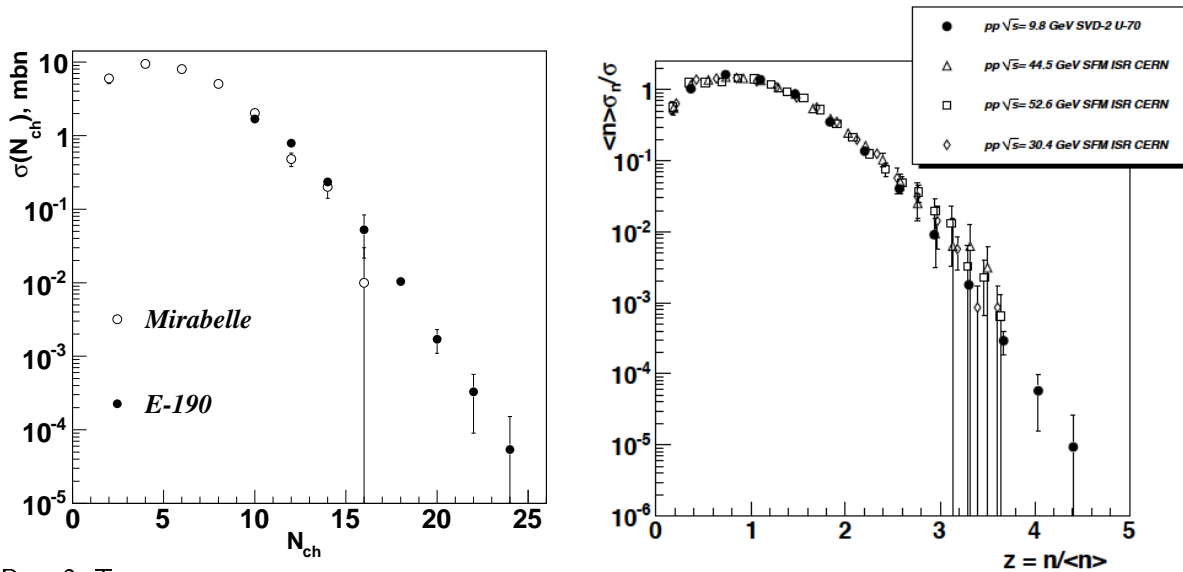 σ(N_ch), mbn
10
1
10^-1
10^-2
10^-3
10^-4
10^-5
Mirabelle
E-190
0 5 10 15 20 25
N_ch
pp √s= 9.8 GeV SVD-2 U-70
pp √s= 44.5 GeV SFM ISR CERN
pp √s= 52.6 GeV SFM ISR CERN
pp √s= 30.4 GeV SFM ISR CERN
<n>σ_n/σ
1
10^-1
10^-2
10^-3
10^-4
10^-5
10^-6
0 1 2 3 4 5
z = n/<n>